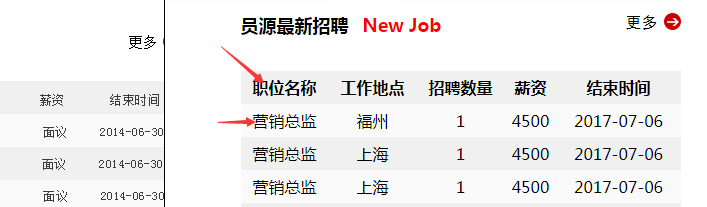 更多
薪资 结束时间
面议 2014-06-30
面议 2014-06-30
面议 2014-06-30
员源最新招聘 New Job 更多
职位名称 工作地点 招聘数量 薪资 结束时间
营销总监 福州 1 4500 2017-07-06
营销总监 上海 1 4500 2017-07-06
营销总监 上海 1 4500 2017-07-06